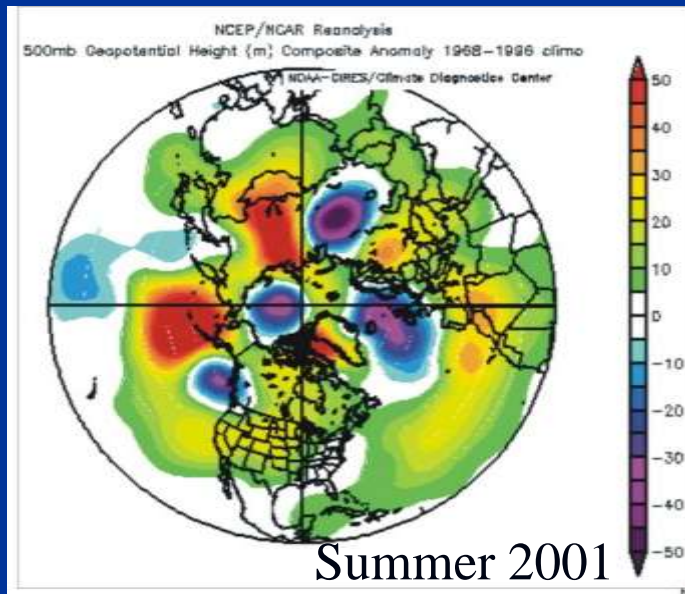 NCEP/NCAR Reanalysis
500mb Geopotential Height (m) Composite Anomaly 1968-1996 climo
NOAA-CIRES/Climate Diagnostics Center
50
40
30
20
10
0
-10
-20
-30
-40
-50
Summer 2001